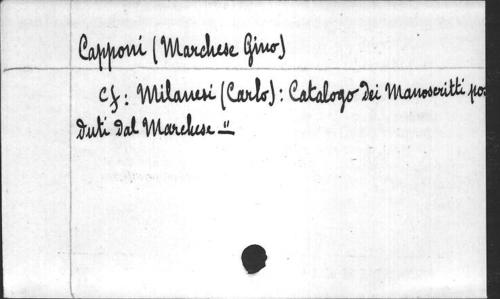 Capponi (Marchese Gino)
Cf: Milanesi (Carlo): Catalogo dei Manoscritti pos
duti dal Marchese "